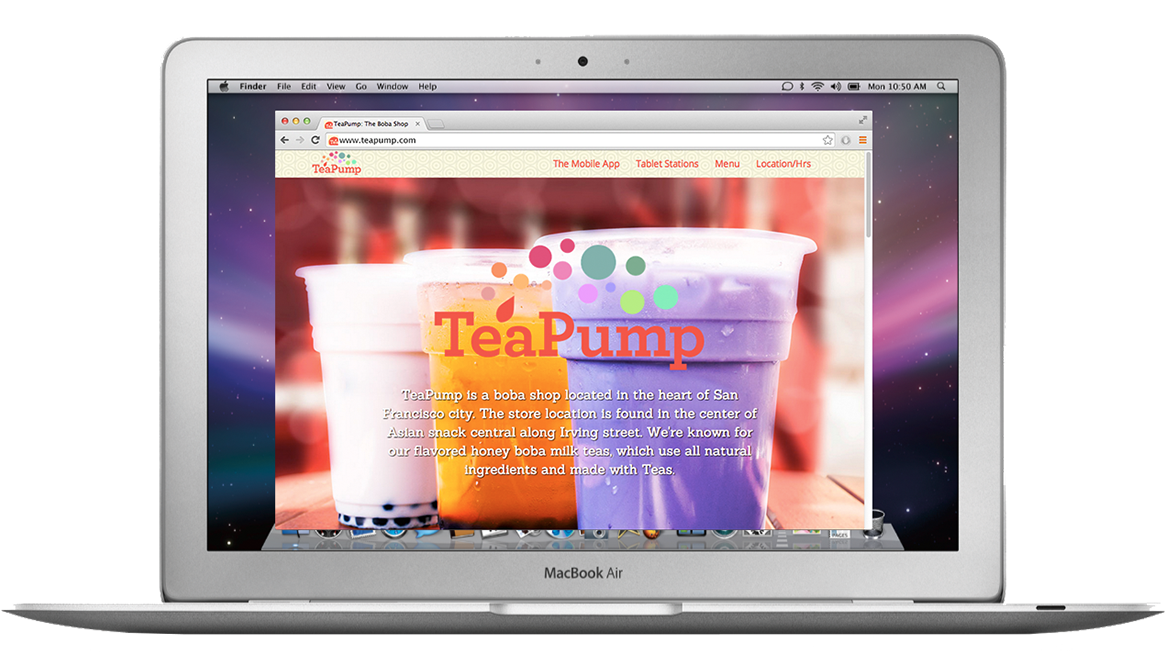 Finder File Edit View Go Window Help Mon 10:50 AM
TeaPump: The Boba Shop
www.teapump.com
TeaPump The Mobile App Tablet Stations Menu Location/Hrs
TeaPump
TeaPump is a boba shop located in the heart of San
Francisco city. The store location is found in the center of
Asian snack central along Irving street. We're known for
our flavored honey boba milk teas, which use all natural
ingredients and made with Teas.
PAGES
MacBook Air